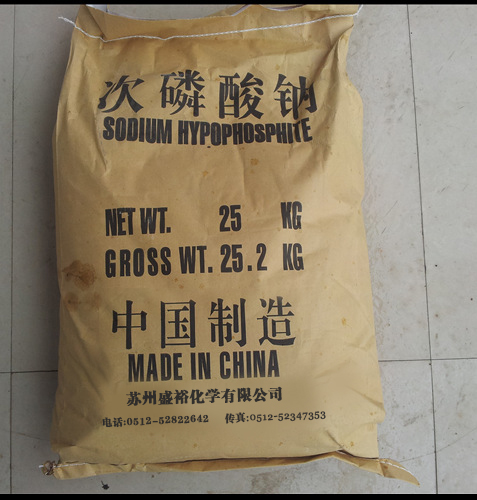 次磷酸钠
SODIUM HYPOPHOSPHITE
NET WT. 25 KG
GROSS WT. 25.2 KG
中国制造
MADE IN CHINA
苏州盛裕化学有限公司
电话:0512-52822642 传真:0512-52347353